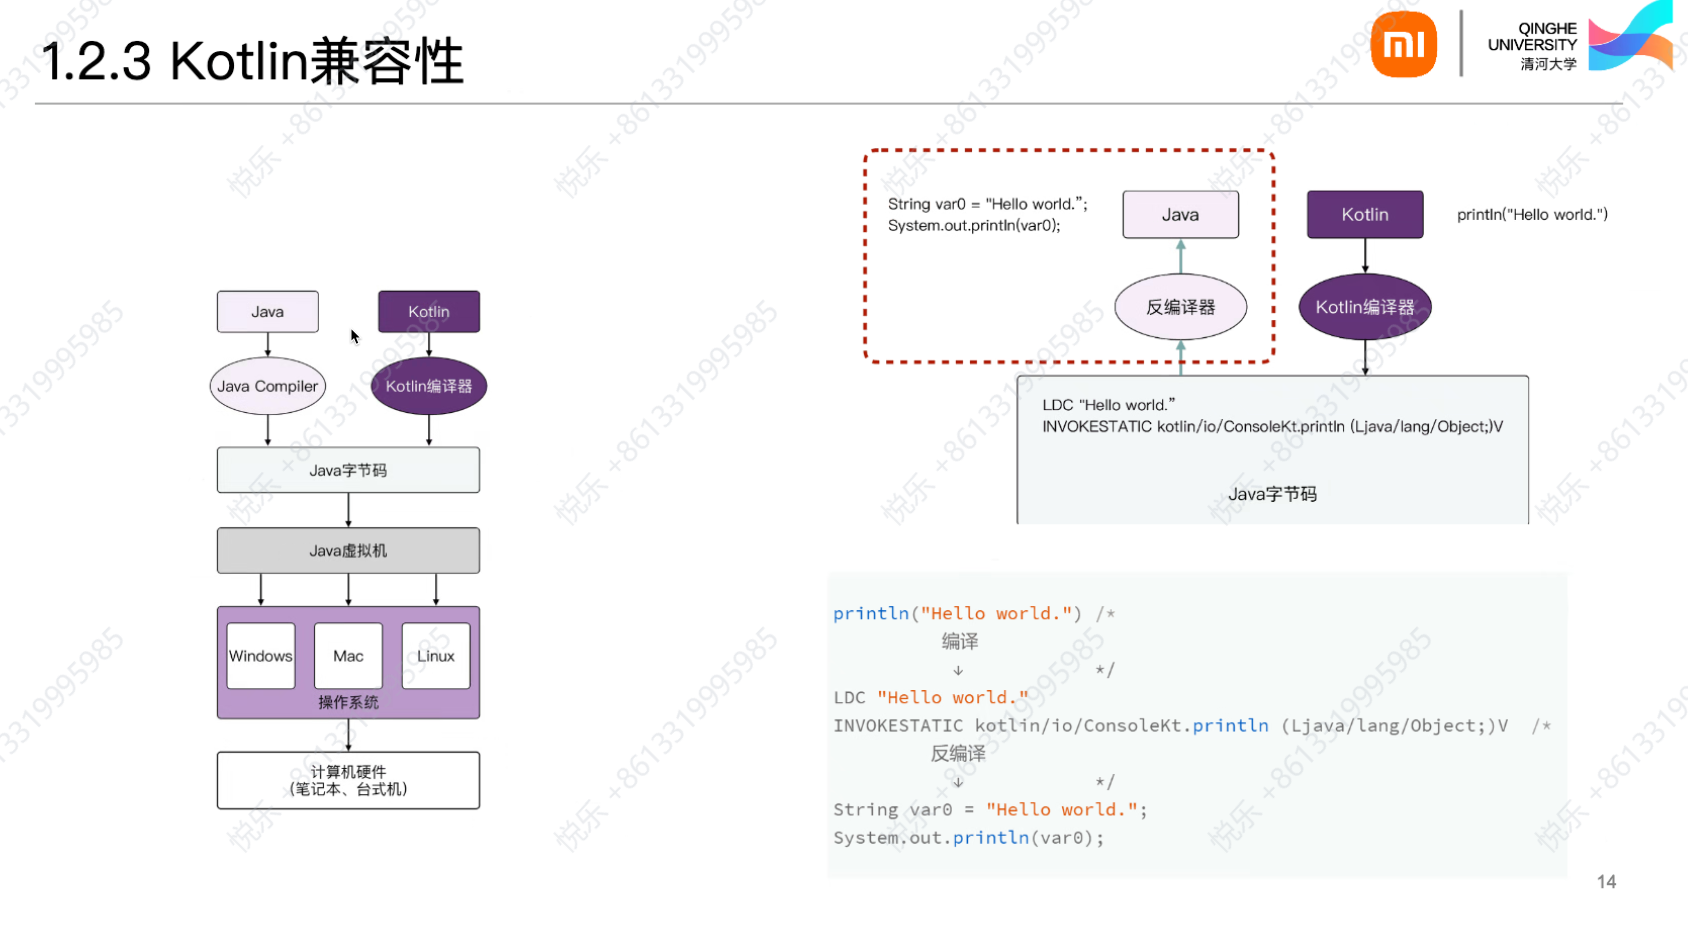 1.2.3 Kotlin兼容性
QINGHE
UNIVERSITY
清河大学
Java
Kotlin
Java Compiler
Kotlin编译器
Java字节码
Java虚拟机
Windows
Mac
Linux
操作系统
计算机硬件
(笔记本、台式机)
String var0 = "Hello world.”;
System.out.println(var0);
Java
Kotlin
println("Hello world.")
反编译器
Kotlin编译器
LDC "Hello world.”
INVOKESTATIC kotlin/io/ConsoleKt.println (Ljava/lang/Object;)V
Java字节码
println("Hello world.") /*
编译
↓ */
LDC "Hello world."
INVOKESTATIC kotlin/io/ConsoleKt.println (Ljava/lang/Object;)V /*
反编译
↓ */
String var0 = "Hello world.";
System.out.println(var0);
14
悦乐 +8613319995985